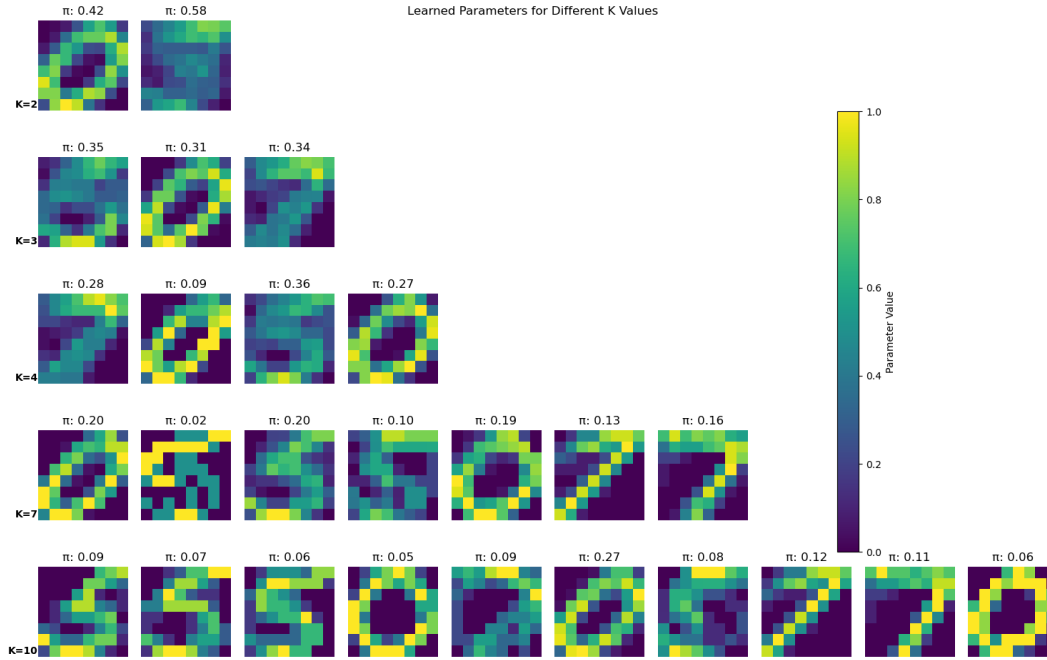 Learned Parameters for Different K Values
π: 0.42 π: 0.58
K=2
π: 0.35 π: 0.31 π: 0.34
K=3
π: 0.28 π: 0.09 π: 0.36 π: 0.27
K=4
π: 0.20 π: 0.02 π: 0.20 π: 0.10 π: 0.19 π: 0.13 π: 0.16
K=7
π: 0.09 π: 0.07 π: 0.06 π: 0.05 π: 0.09 π: 0.27 π: 0.08 π: 0.12 π: 0.11 π: 0.06
K=10
1.0
0.8
0.6
0.4
0.2
0.0
Parameter Value